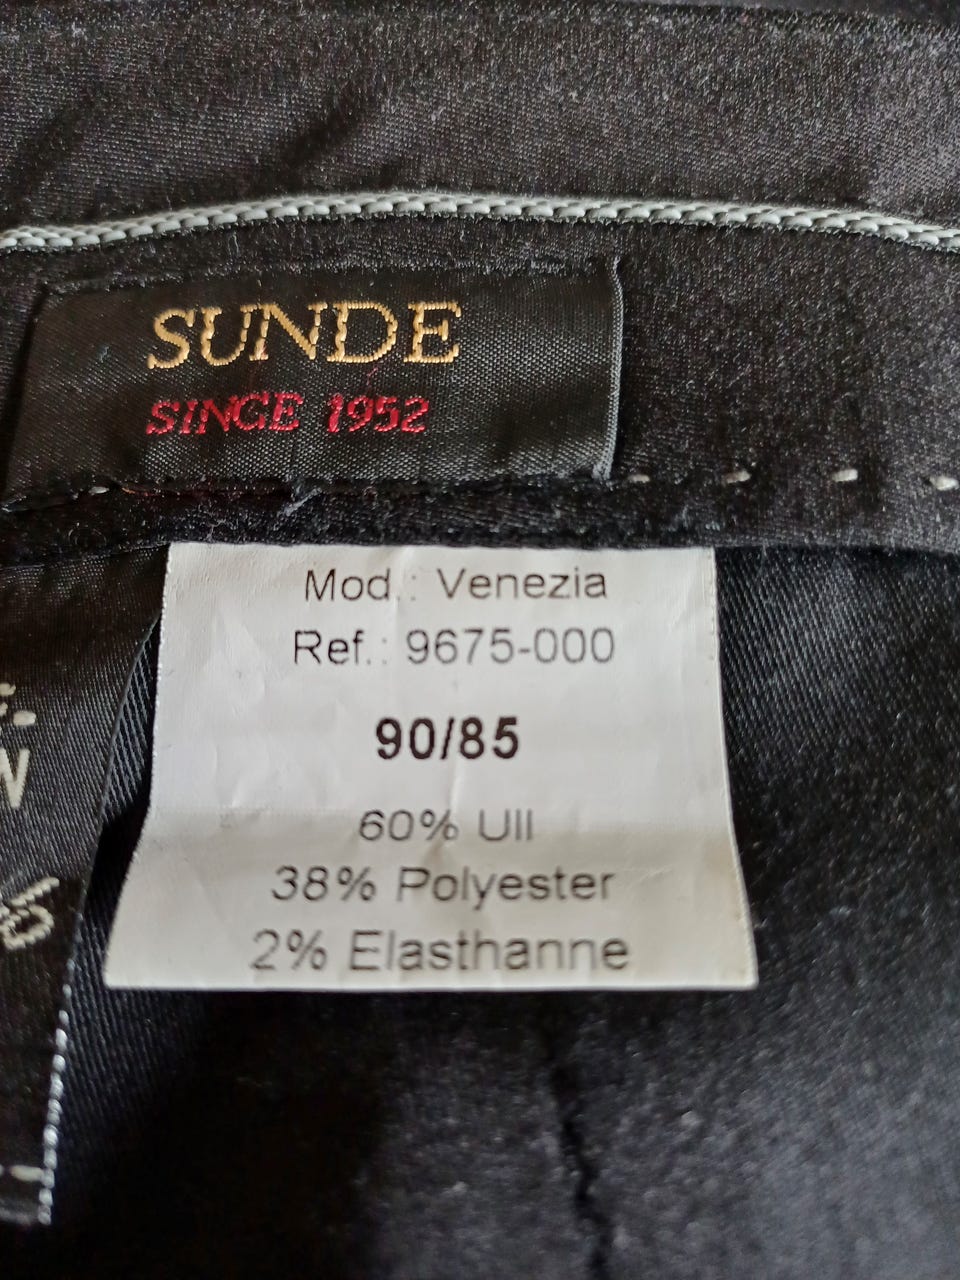 SUNDE
SINCE 1952
Mod.: Venezia
Ref.: 9675-000
90/85
60% Ull
38% Polyester
2% Elasthanne